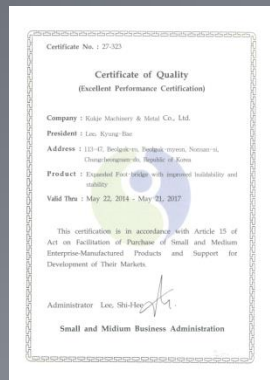 Certificate No. : 27-323
Certificate of Quality
(Excellent Performance Certification)
Company : Kukje Machinery & Metal Co., Ltd.
President : Lee, Kyung-Bae
Address : 113-47, Beolgok-ro, Beolgok-myeon, Nonsan-si,
Chungcheongnam-do, Republic of Korea
Product : Expanded Foot-bridge with improved buildability and
stability
Valid Thru : May 22, 2014 - May 21, 2017
This certification is in accordance with Article 15 of
Act on Facilitation of Purchase of Small and Medium
Enterprise-Manufactured Products and Support for
Development of Their Markets.
Administrator Lee, Shi-Hee
Small and Midium Business Administration